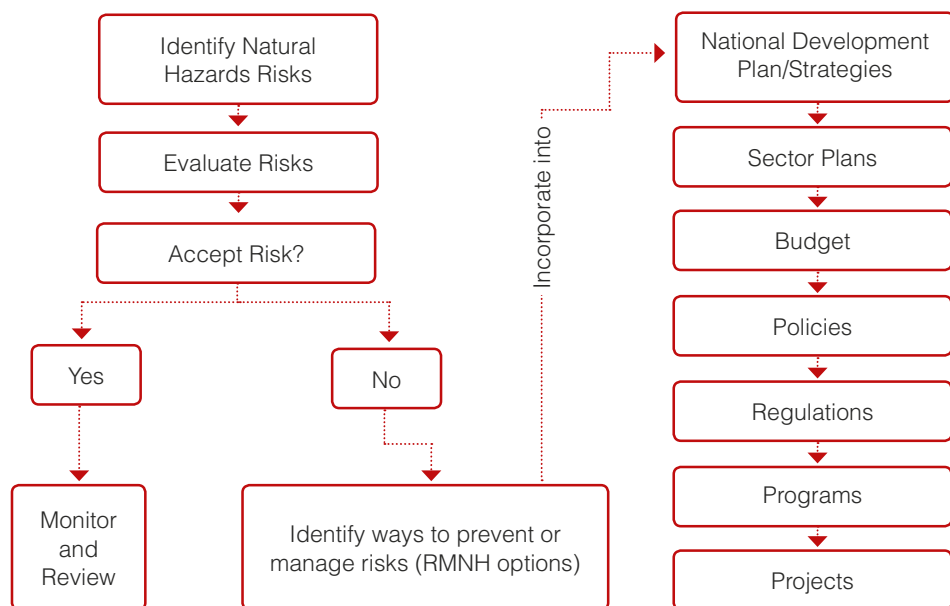 Identify Natural
Hazards Risks
Evaluate Risks
Accept Risk?
Yes
No
Monitor
and
Review
Identify ways to prevent or
manage risks (RMNH options)
Incorporate into
National Development
Plan/Strategies
Sector Plans
Budget
Policies
Regulations
Programs
Projects